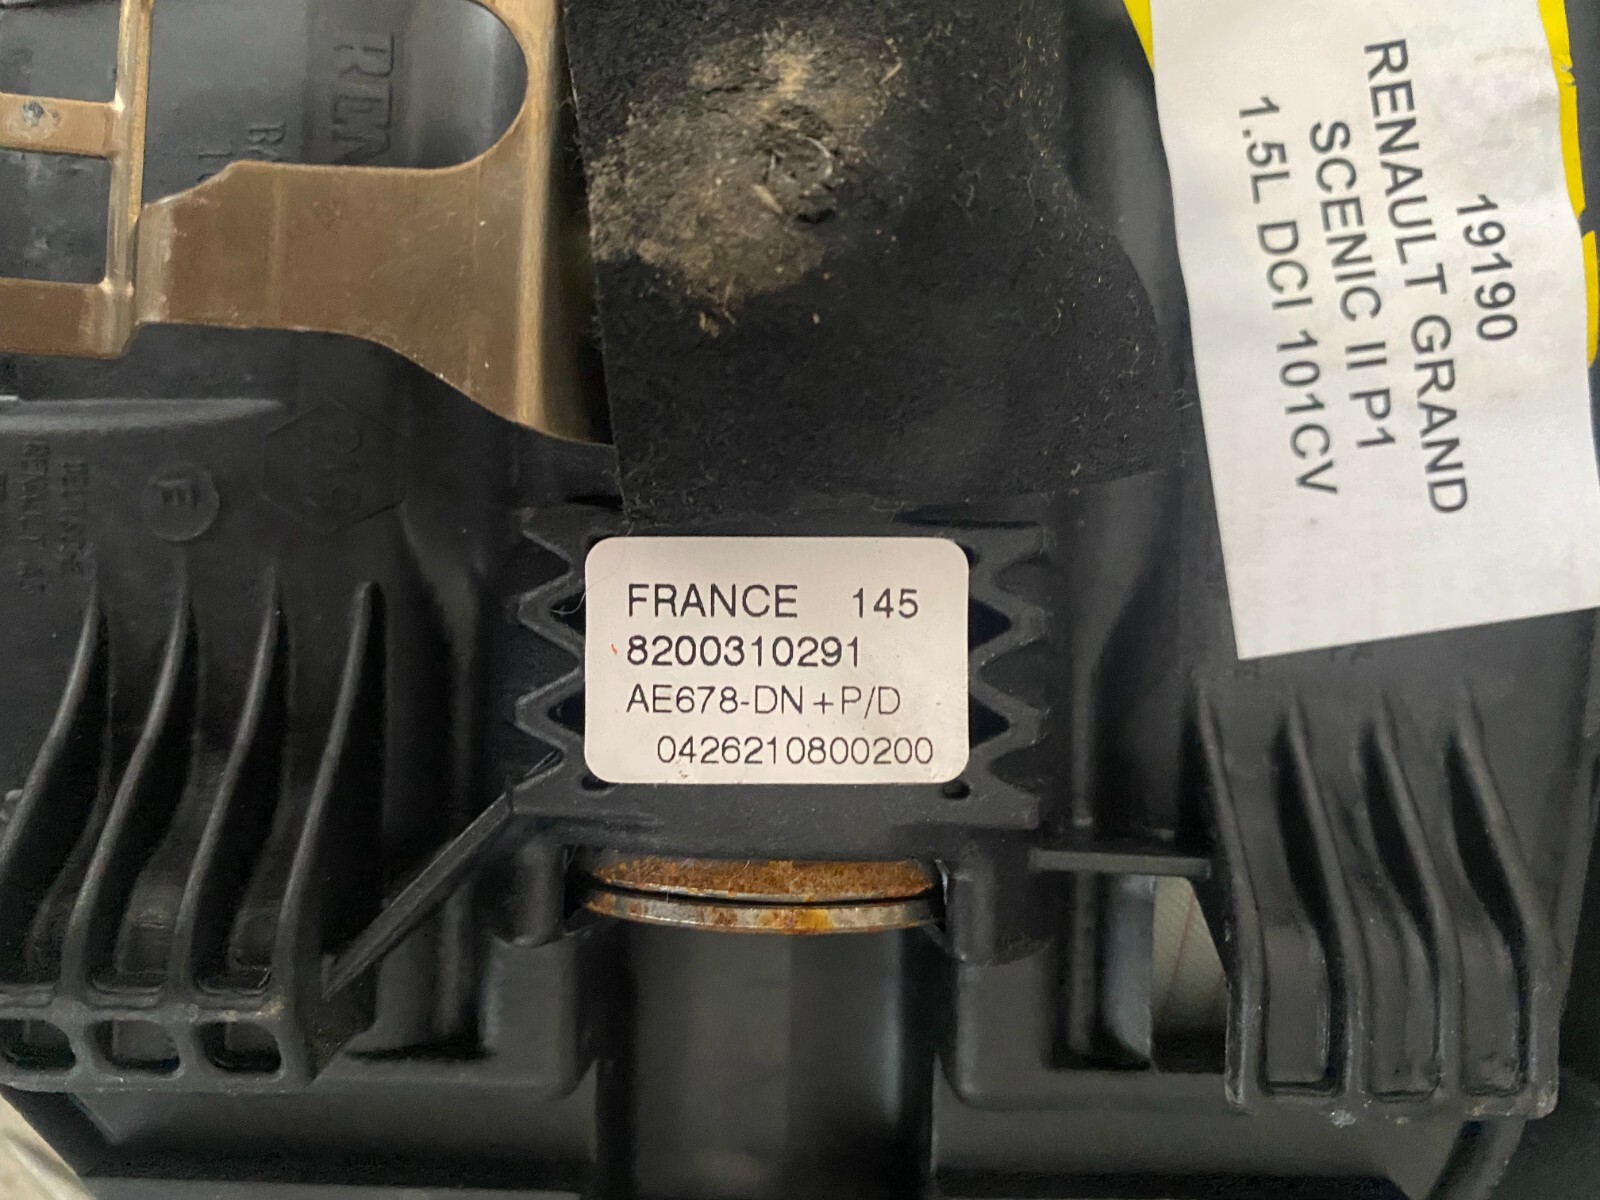 19190
RENAULT GRAND
SCENIC II P1
1.5L DCI 101CV
FRANCE 145
8200310291
AE678-DN+P/D
0426210800200
E